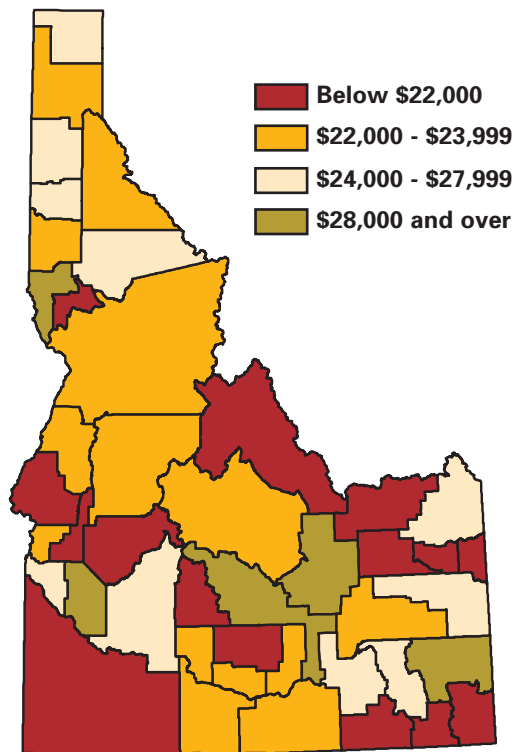 Below $22,000
$22,000 - $23,999
$24,000 - $27,999
$28,000 and over